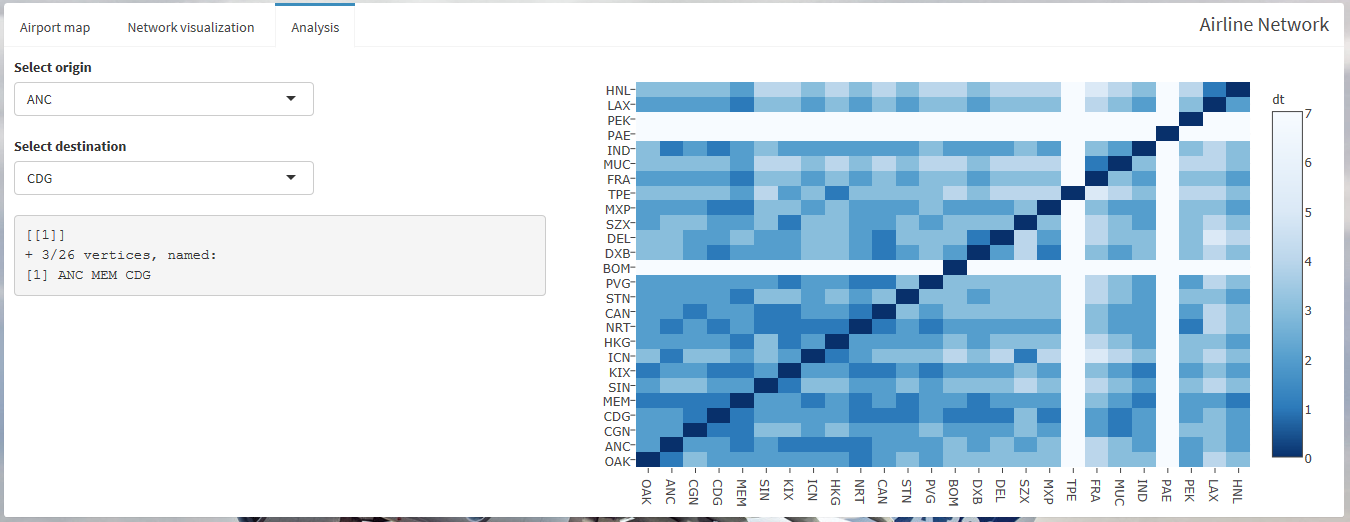 Airport map
Network visualization
Analysis
Airline Network
Select origin
ANC
Select destination
CDG
[[1]]
+ 3/26 vertices, named:
[1] ANC MEM CDG
HNL
LAX
PEK
PAE
IND
MUC
FRA
TPE
MXP
SZX
DEL
DXB
BOM
PVG
STN
CAN
NRT
HKG
ICN
KIX
SIN
MEM
CDG
CGN
ANC
OAK
OAK
ANC
CGN
CDG
MEM
SIN
KIX
ICN
HKG
NRT
CAN
STN
PVG
BOM
DXB
DEL
SZX
MXP
TPE
FRA
MUC
IND
PAE
PEK
LAX
HNL
dt
7
6
5
4
3
2
1
0